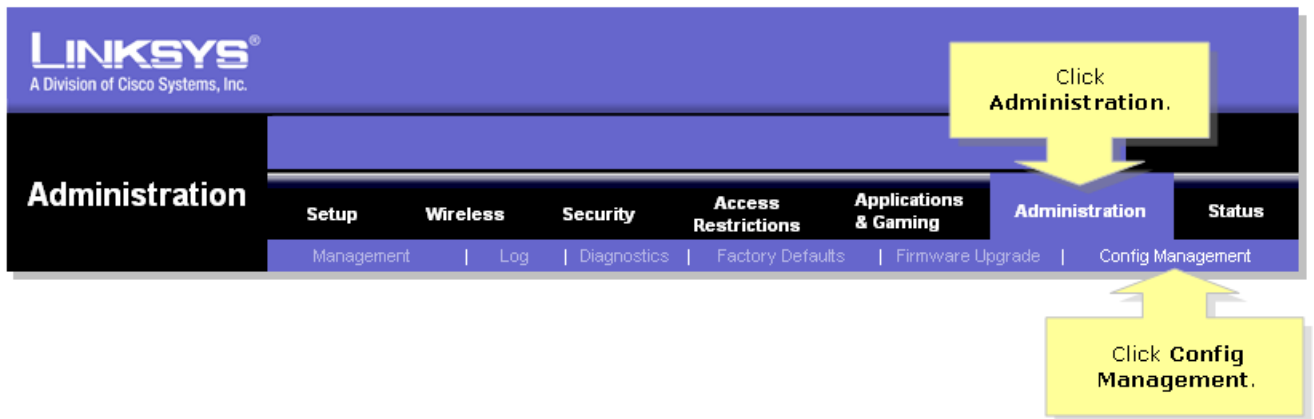 LINKSYS®
A Division of Cisco Systems, Inc.
Click
Administration.
Administration
Setup Wireless Security Access Restrictions Applications & Gaming Administration Status
Management | Log | Diagnostics | Factory Defaults | Firmware Upgrade | Config Management
Click Config
Management.